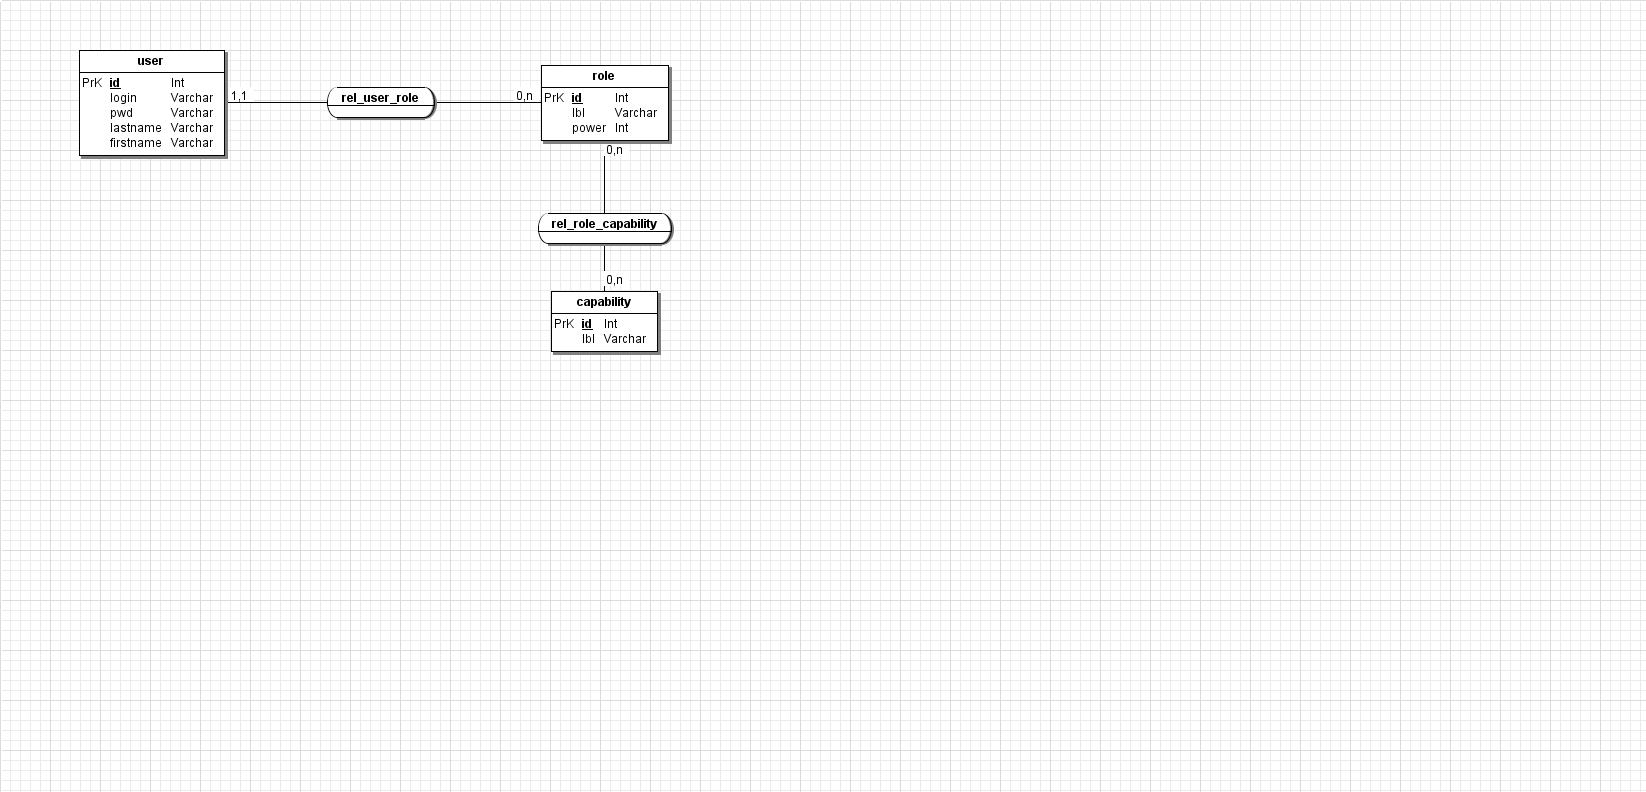 user
PrK id Int
login Varchar
pwd Varchar
lastname Varchar
firstname Varchar
1,1
rel_user_role
0,n
role
PrK id Int
lbl Varchar
power Int
0,n
rel_role_capability
0,n
capability
PrK id Int
lbl Varchar